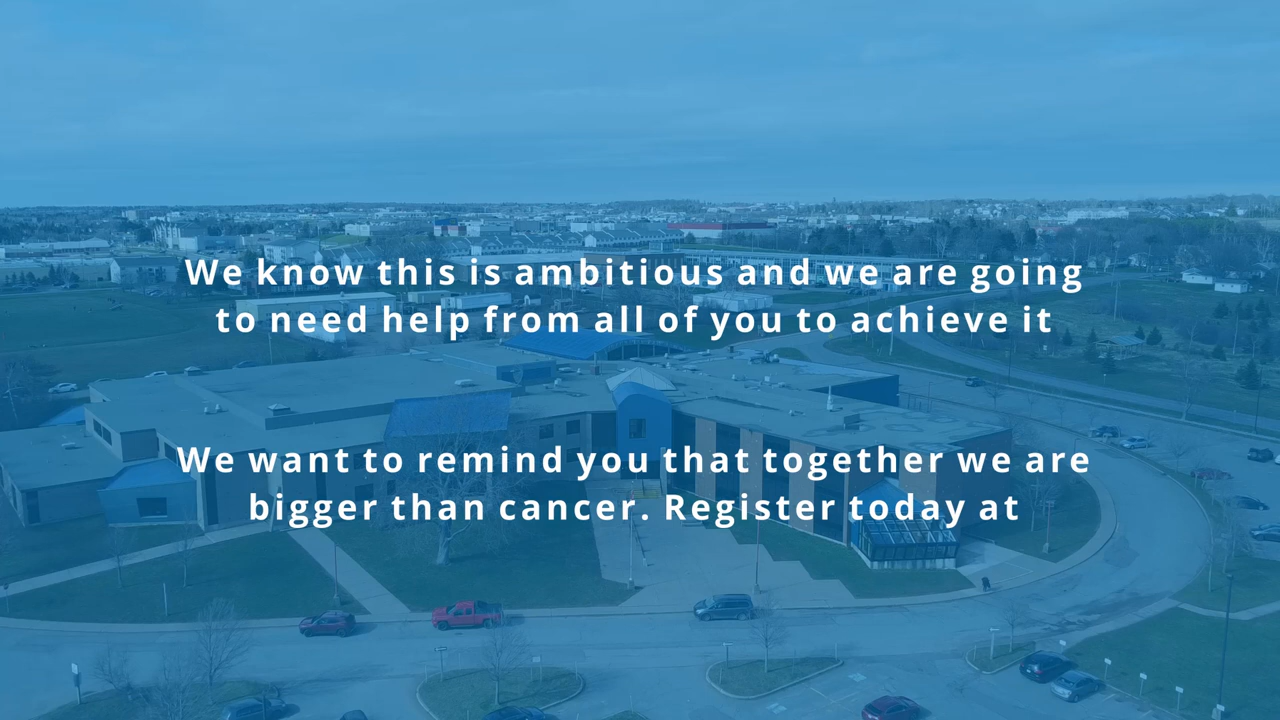 We know this is ambitious and we are going
to need help from all of you to achieve it
We want to remind you that together we are
bigger than cancer. Register today at